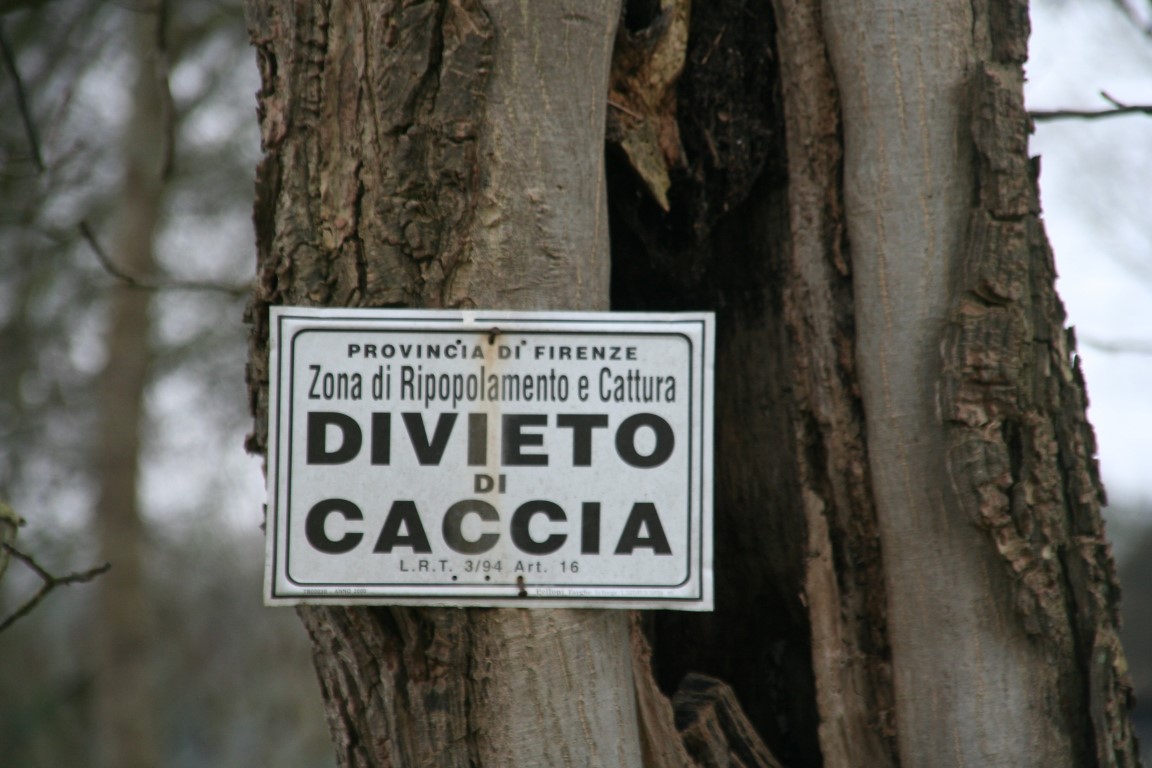 PROVINCIA DI FIRENZE
Zona di Ripopolamento e Cattura
DIVIETO
DI
CACCIA
L.R.T. 3/94 Art. 16